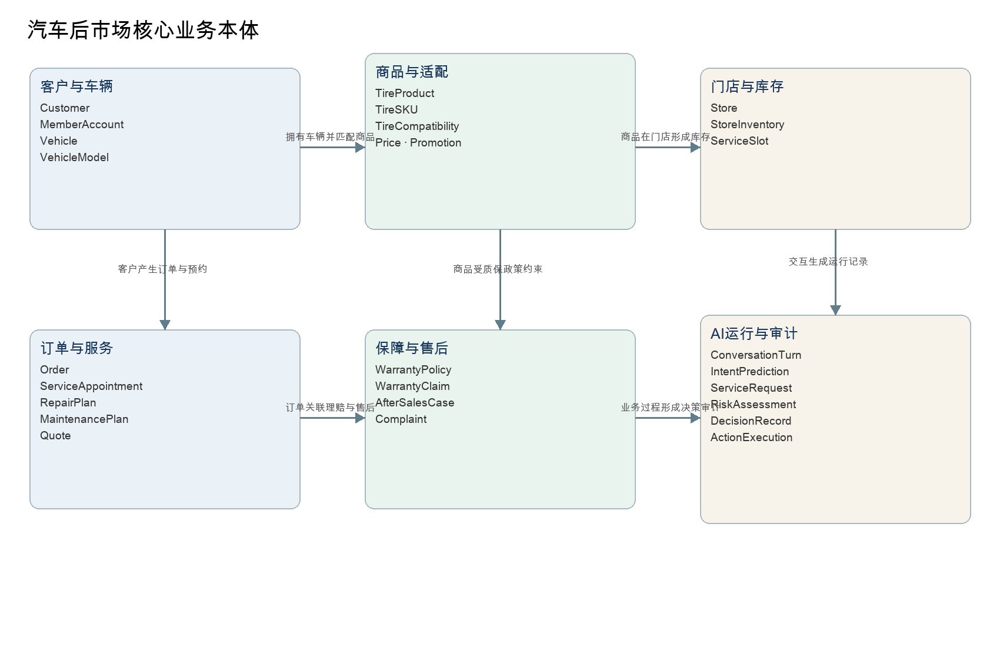 汽车后市场核心业务本体
客户与车辆
Customer
MemberAccount
Vehicle
VehicleModel
拥有车辆并匹配商品
商品与适配
TireProduct
TireSKU
TireCompatibility
Price · Promotion
商品在门店形成库存
门店与库存
Store
StoreInventory
ServiceSlot
客户产生订单与预约
商品受质保政策约束
交互生成运行记录
订单与服务
Order
ServiceAppointment
RepairPlan
MaintenancePlan
Quote
订单关联理赔与售后
保障与售后
WarrantyPolicy
WarrantyClaim
AfterSalesCase
Complaint
业务过程形成决策审计
AI运行与审计
ConversationTurn
IntentPrediction
ServiceRequest
RiskAssessment
DecisionRecord
ActionExecution